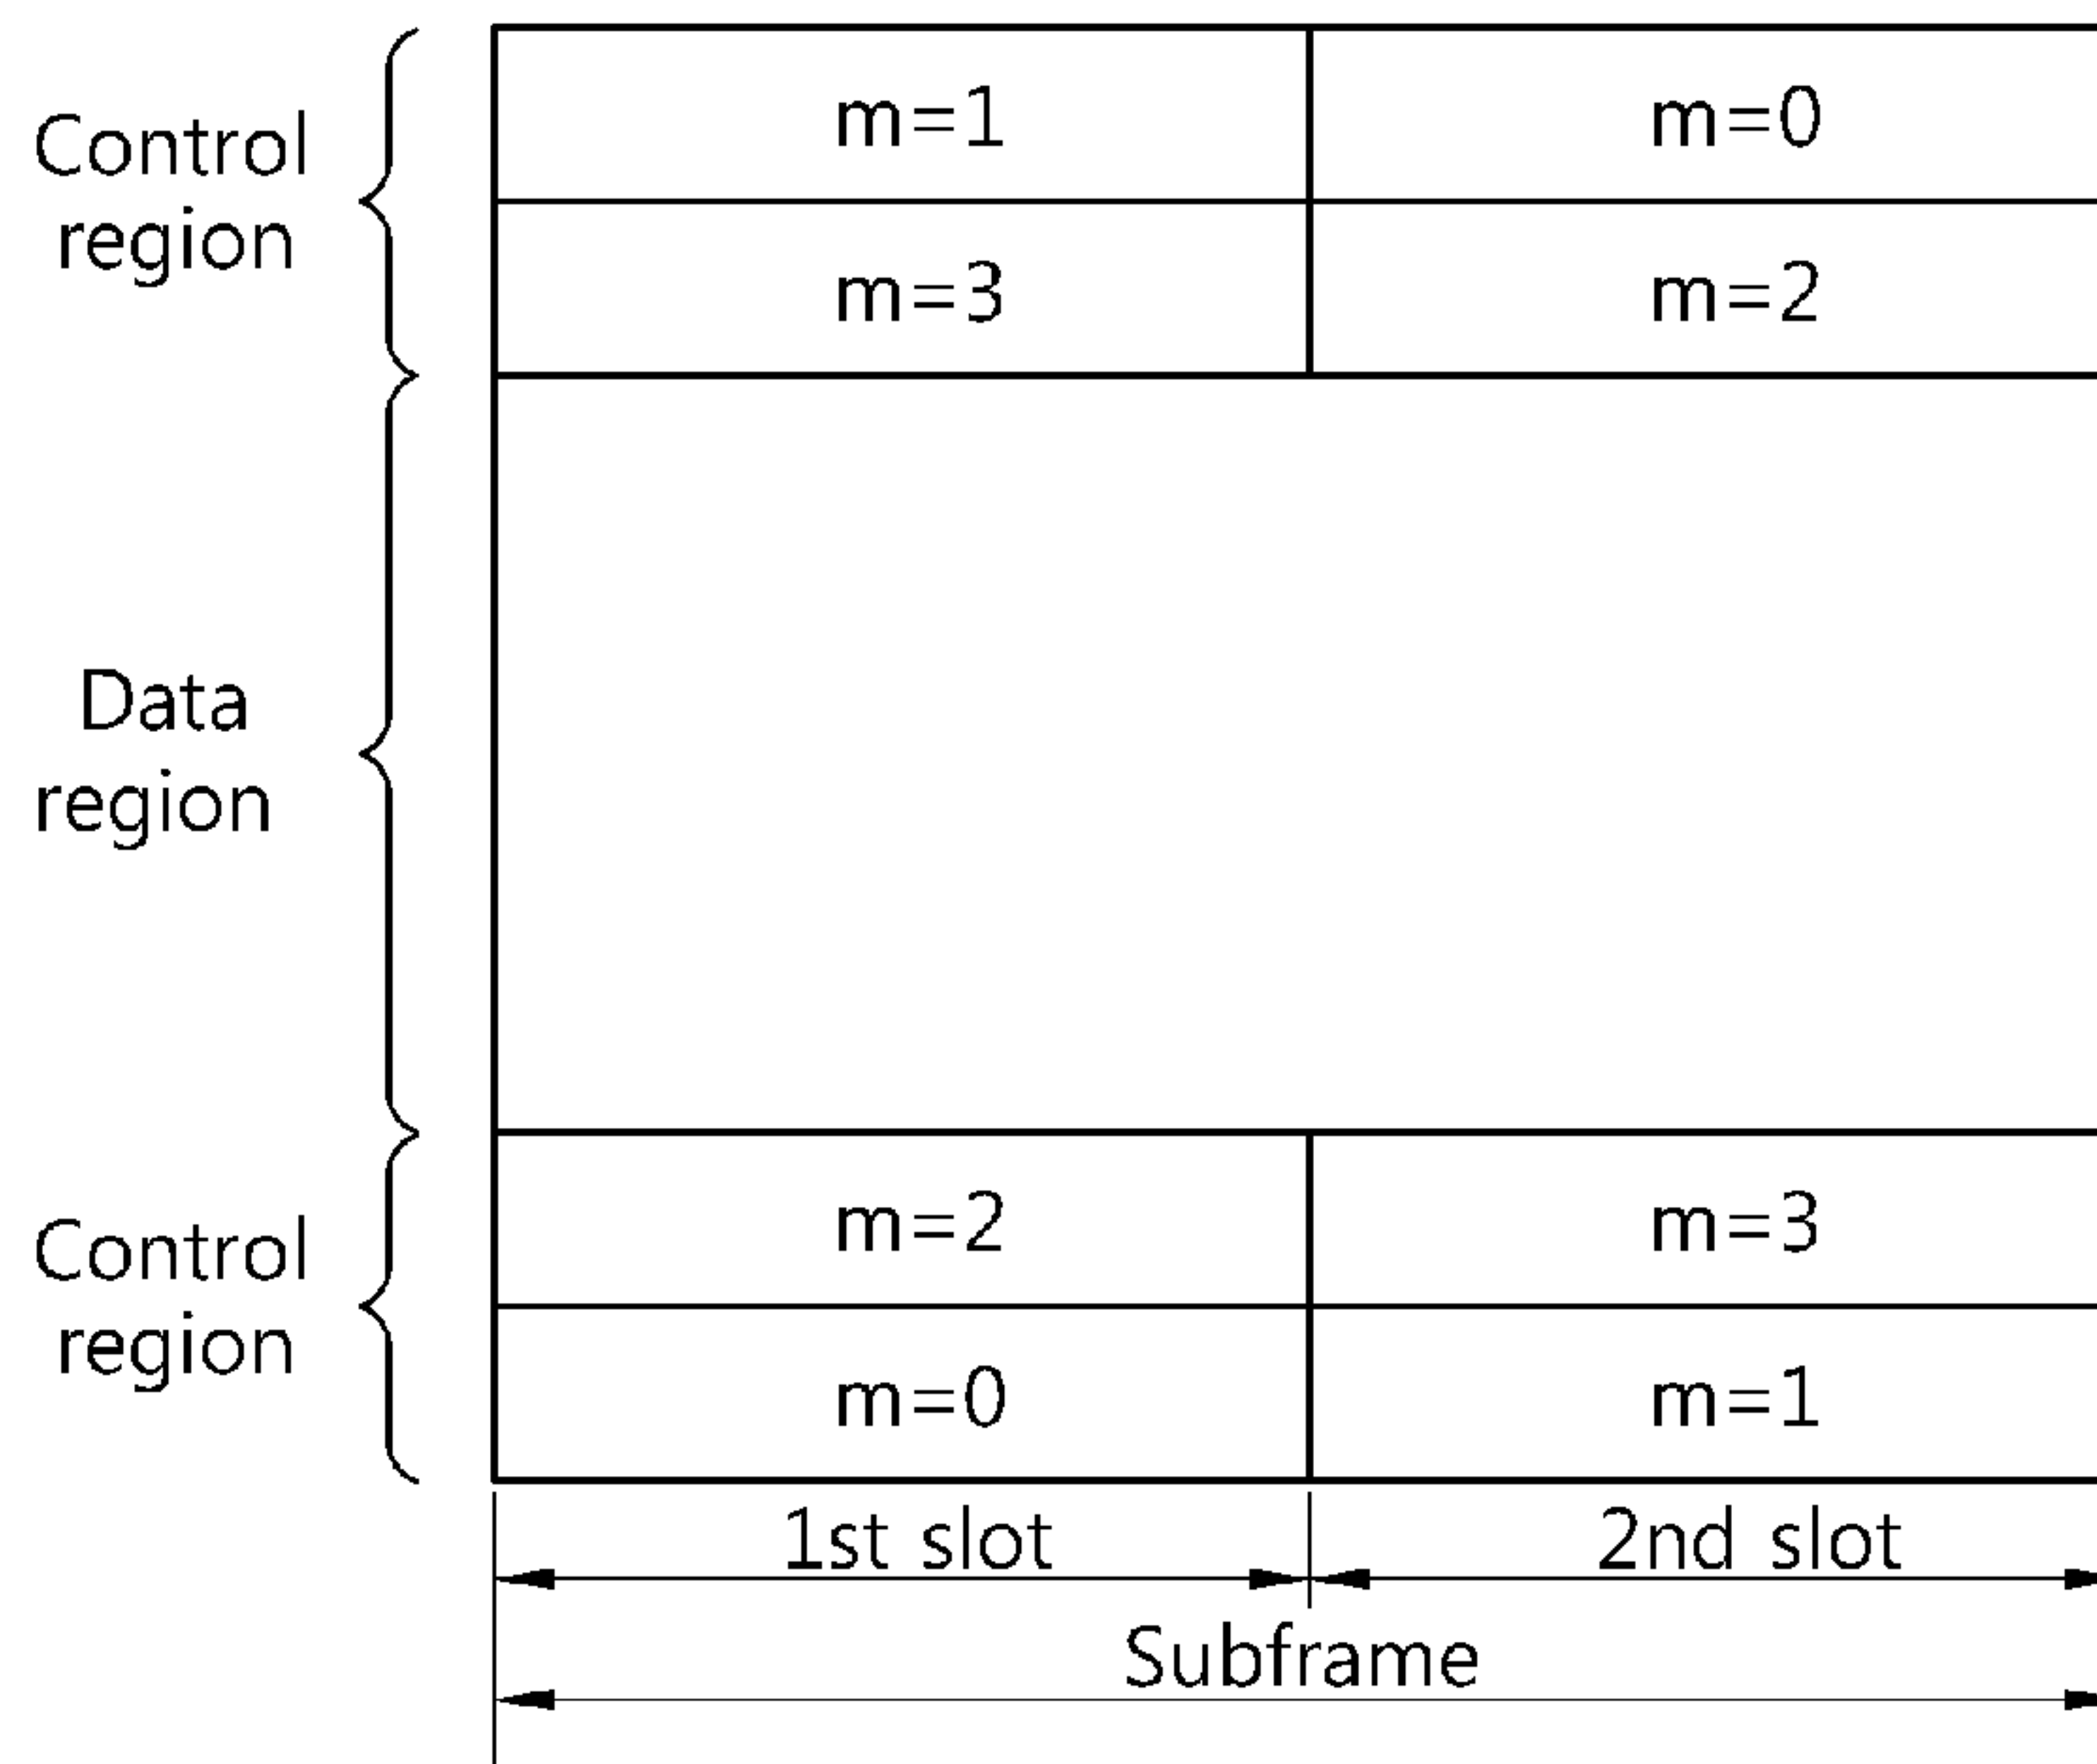 Control
region
m=1
m=0
m=3
m=2
Data
region
Control
region
m=2
m=3
m=0
m=1
1st slot
2nd slot
Subframe